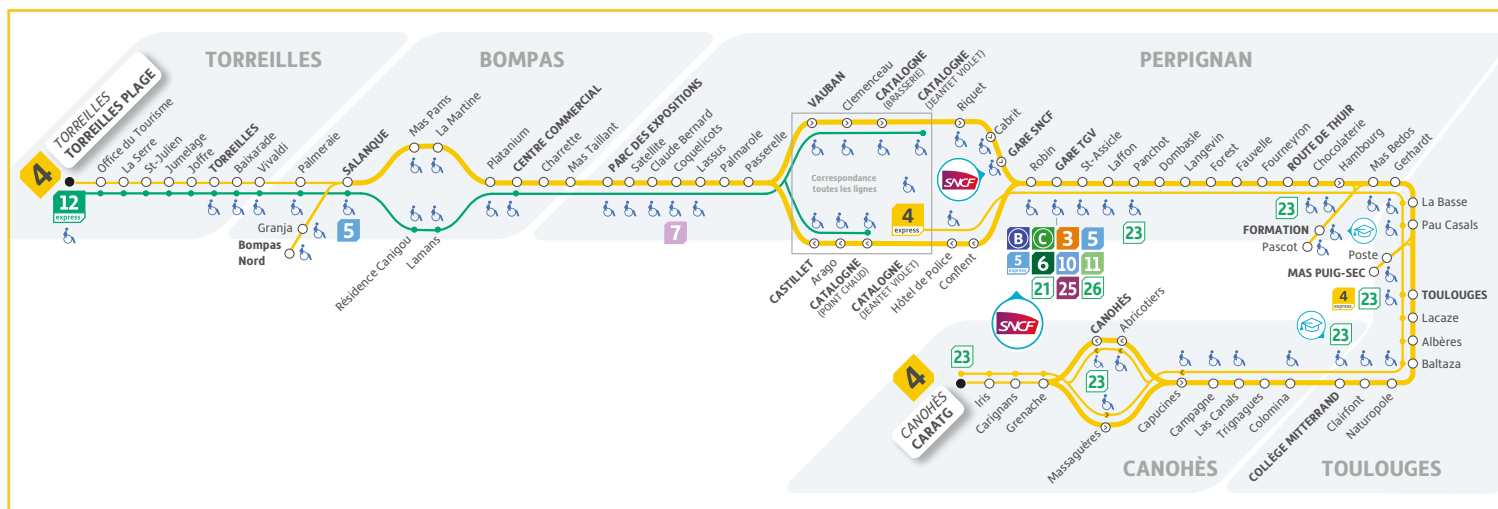 TORREILLES
BOMPAS
PERPIGNAN
4
TORREILLES
TORREILLES PLAGE
Office du Tourisme
La Serre
St-Julien
Jumelage
Joffre
TORREILLES
Baixarade
Vivaldi
Palmeraie
SALANQUE
Mas Pams
La Martine
Platanium
CENTRE COMMERCIAL
Charrette
Mas Taillant
PARC DES EXPOSITIONS
Satellite
Claude Bernard
Coquelicots
Lassus
Palmarole
Passerelle
VAUBAN
Clemenceau
CATALOGNE
(BRASSERIE)
CATALOGNE
(DEANTET VIOLET)
Riquet
Cabrit
GARE SNCF
Robin
GARE TGV
St-Assicle
Laffon
Panchot
Dombasle
Langevin
Forest
Fauvelle
Fourneyron
ROUTE DE THUIR
Chocolaterie
Hambourg
Mas Bedos
Gerhardt
12
express
5
Granja
Bompas
Nord
Résidence Canigou
Lamans
7
Correspondance
toutes les lignes
SNCF
4
express
CASTILLET
Arago
CATALOGNE
(POINT CHAUD)
CATALOGNE
(DEANTET VIOLET)
Hôtel de Police
Conflent
B
C
3
5
5
express
6
10
11
21
25
26
SNCF
23
23
FORMATION
Pascot
La Basse
Pau Casals
Poste
MAS PUIG-SEC
4
express
23
TOULOUGES
Lacaze
23
Albères
Baltaza
4
CANOHÈS
CARATG
23
Iris
Carignans
Grenache
CANOHÈS
Abricotiers
23
Massaguères
Capucines
Campagne
Las Canals
Trignagues
Colomina
COLLÈGE MITTERRAND
Clairfont
Naturopole
CANOHÈS
TOULOUGES